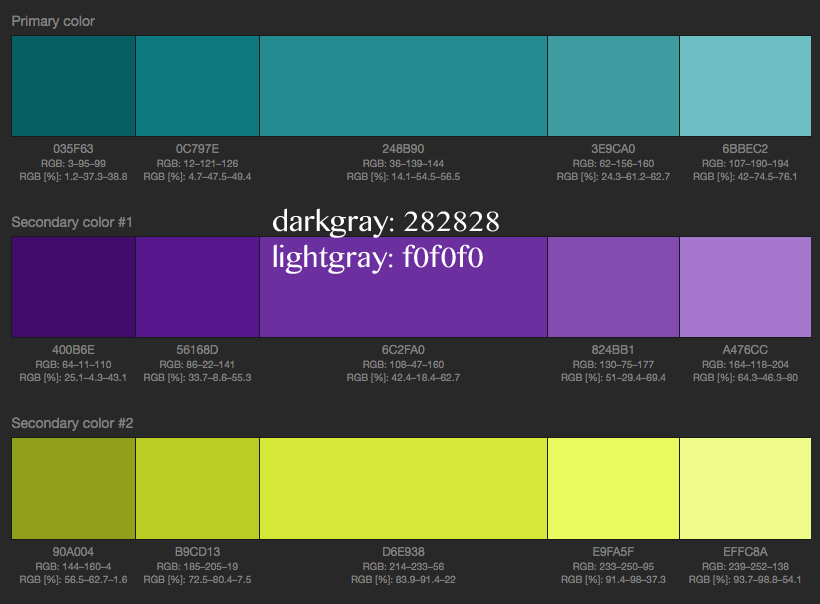 Primary color
035F63 0C797E 248B90 3E9CA0 6BBEC2
RGB: 3–95–99 RGB: 12–121–126 RGB: 36–139–144 RGB: 62–156–160 RGB: 107–190–194
RGB [%]: 1.2–37.3–38.8 RGB [%]: 4.7–47.5–49.4 RGB [%]: 14.1–54.5–56.5 RGB [%]: 24.3–61.2–62.7 RGB [%]: 42–74.5–76.1
Secondary color #1
darkgray: 282828
lightgray: f0f0f0
400B6E 56168D 6C2FA0 824BB1 A476CC
RGB: 64–11–110 RGB: 86–22–141 RGB: 108–47–160 RGB: 130–75–177 RGB: 164–118–204
RGB [%]: 25.1–4.3–43.1 RGB [%]: 33.7–8.6–55.3 RGB [%]: 42.4–18.4–62.7 RGB [%]: 51–29.4–69.4 RGB [%]: 64.3–46.3–80
Secondary color #2
90A004 B9CD13 D6E938 E9FA5F EFFC8A
RGB: 144–160–4 RGB: 185–205–19 RGB: 214–233–56 RGB: 233–250–95 RGB: 239–252–138
RGB [%]: 56.5–62.7–1.6 RGB [%]: 72.5–80.4–7.5 RGB [%]: 83.9–91.4–22 RGB [%]: 91.4–98–37.3 RGB [%]: 93.7–98.8–54.1